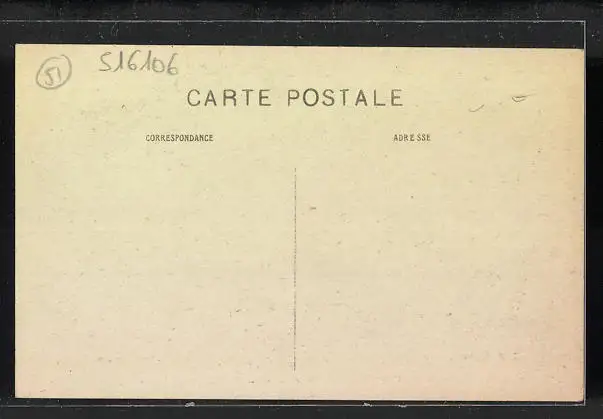 51 516106
CARTE POSTALE
CORRESPONDANCE ADRESSE